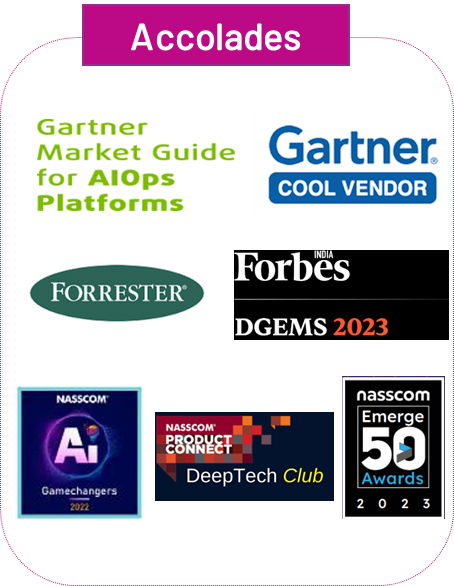 Accolades
Gartner
Market Guide
for AIOps
Platforms
Gartner®
COOL VENDOR
FORRESTER®
Forbes
INDIA
DGEMS 2023
NASSCOM®
Ai
Gamechangers
2022
NASSCOM®
PRODUCT
CONNECT
DeepTech Club
nasscom
Emerge
50
Awards
2 0 2 3